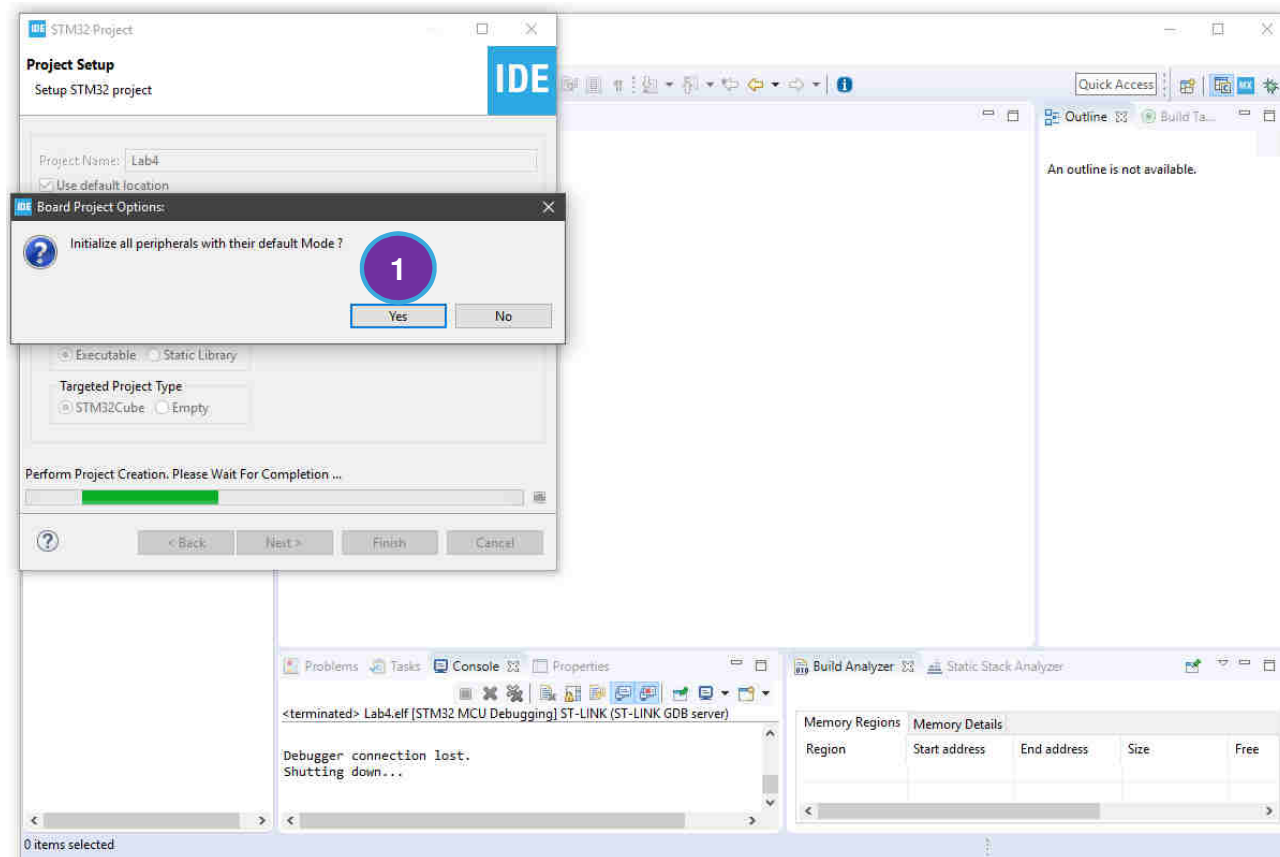 IDE STM32 Project
Project Setup
Setup STM32 project
IDE
Quick Access
MX
Outline
Build Ta...
An outline is not available.
Project Name: Lab4
Use default location
IDE Board Project Options:
Initialize all peripherals with their default Mode ?
1
Yes No
Executable Static Library
Targeted Project Type
STM32Cube Empty
Perform Project Creation. Please Wait For Completion ...
< Back Next > Finish Cancel
Problems Tasks Console Properties
<terminated> Lab4.elf [STM32 MCU Debugging] ST-LINK (ST-LINK GDB server)
Debugger connection lost.
Shutting down...
Build Analyzer Static Stack Analyzer
Memory Regions Memory Details
Region Start address End address Size Free
0 items selected